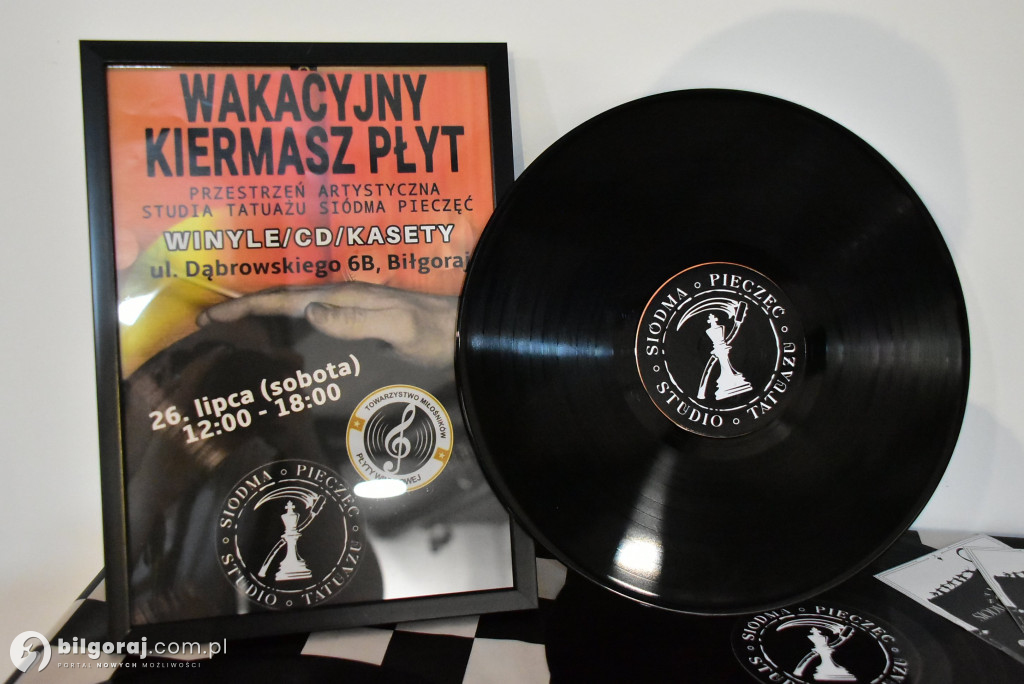 WAKACYJNY
KIERMASZ PŁYT
PRZESTRZEŃ ARTYSTYCZNA
STUDIA TATUAŻU SIÓDMA PIECZĘĆ
WINYLE/CD/KASETY
ul. Dąbrowskiego 6B, Biłgoraj
26. lipca (sobota)
12:00 - 18:00
TOWARZYSTWO MIŁOŚNIKÓW
PŁYTY
SIÓDMA PIECZĘĆ
STUDIO TATUAŻU
SIÓDMA PIECZĘĆ
STUDIO TATUAŻU
SIÓDMA PIECZĘĆ
bilgoraj.com.pl
PORTAL NOWYCH MOŻLIWOŚCI